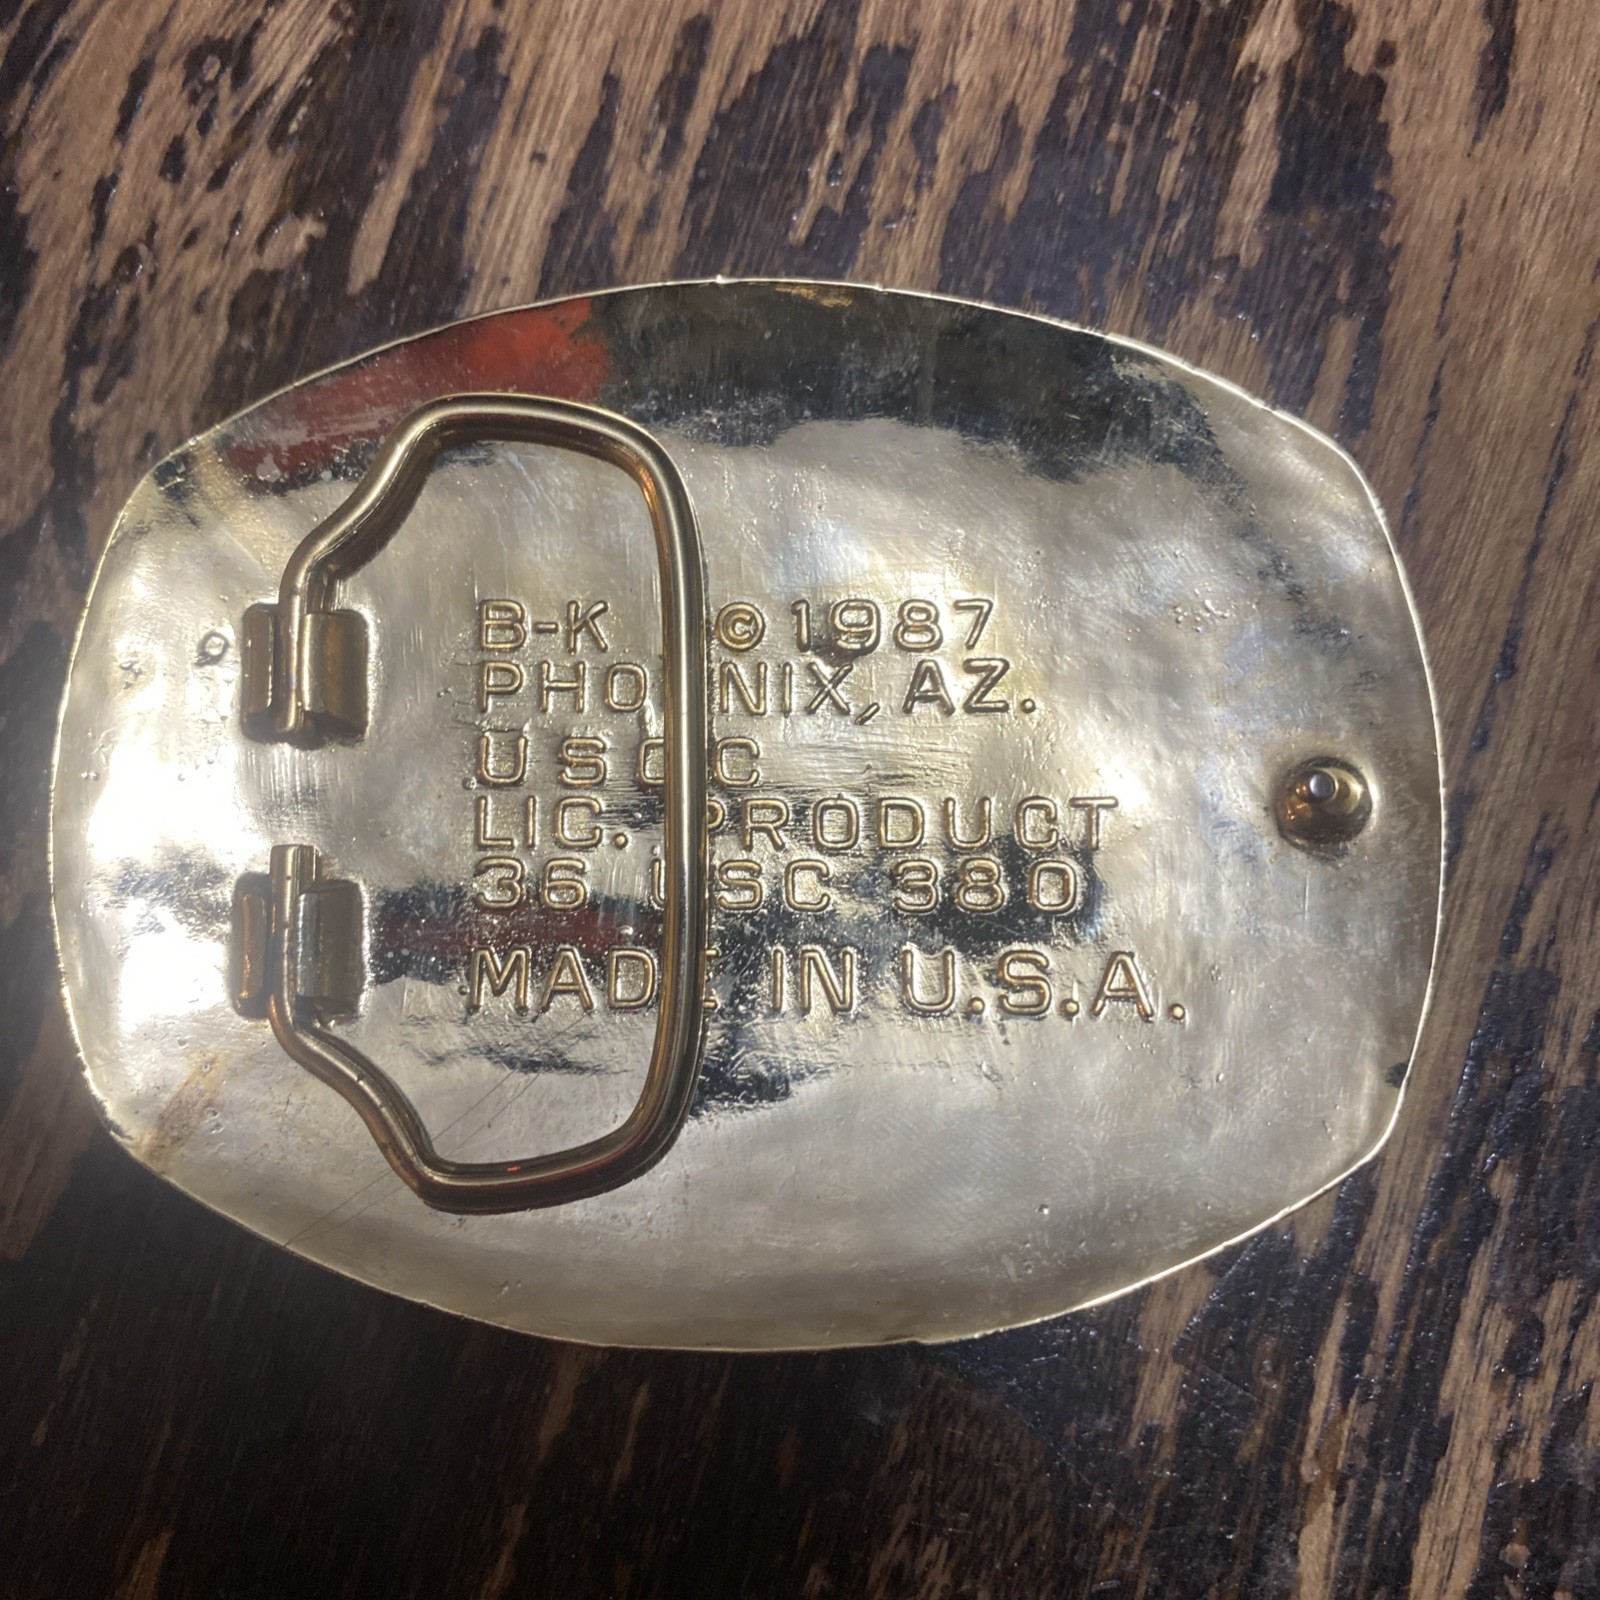 B-K © 1987
PHOENIX, AZ.
USOC
LIC. PRODUCT
36 USC 380
MADE IN U.S.A.